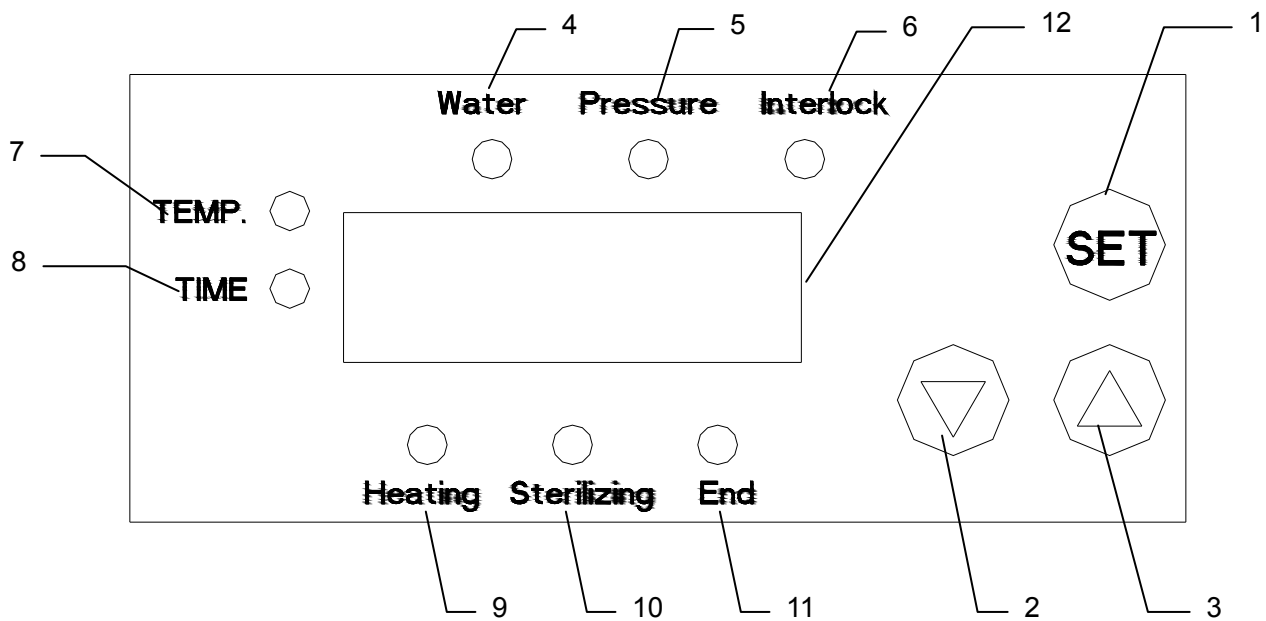 4 5 6 12 1
Water Pressure Interlock
7
TEMP.
SET
8
TIME
Heating Sterilizing End
9 10 11 2 3